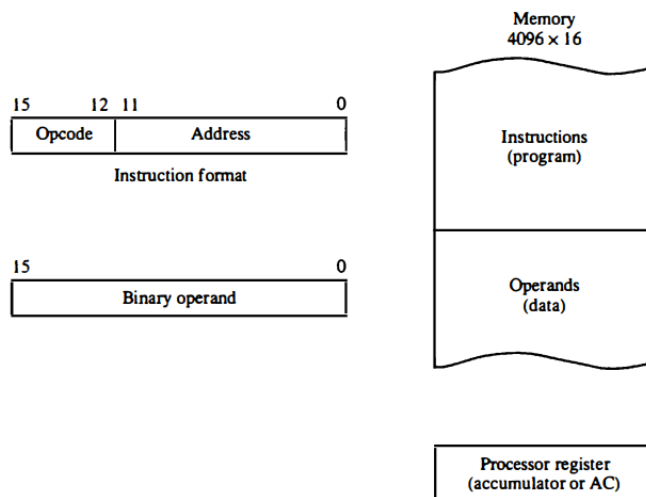 Memory
4096 × 16
15 12 11 0
Opcode Address
Instruction format
Instructions
(program)
15 0
Binary operand
Operands
(data)
Processor register
(accumulator or AC)